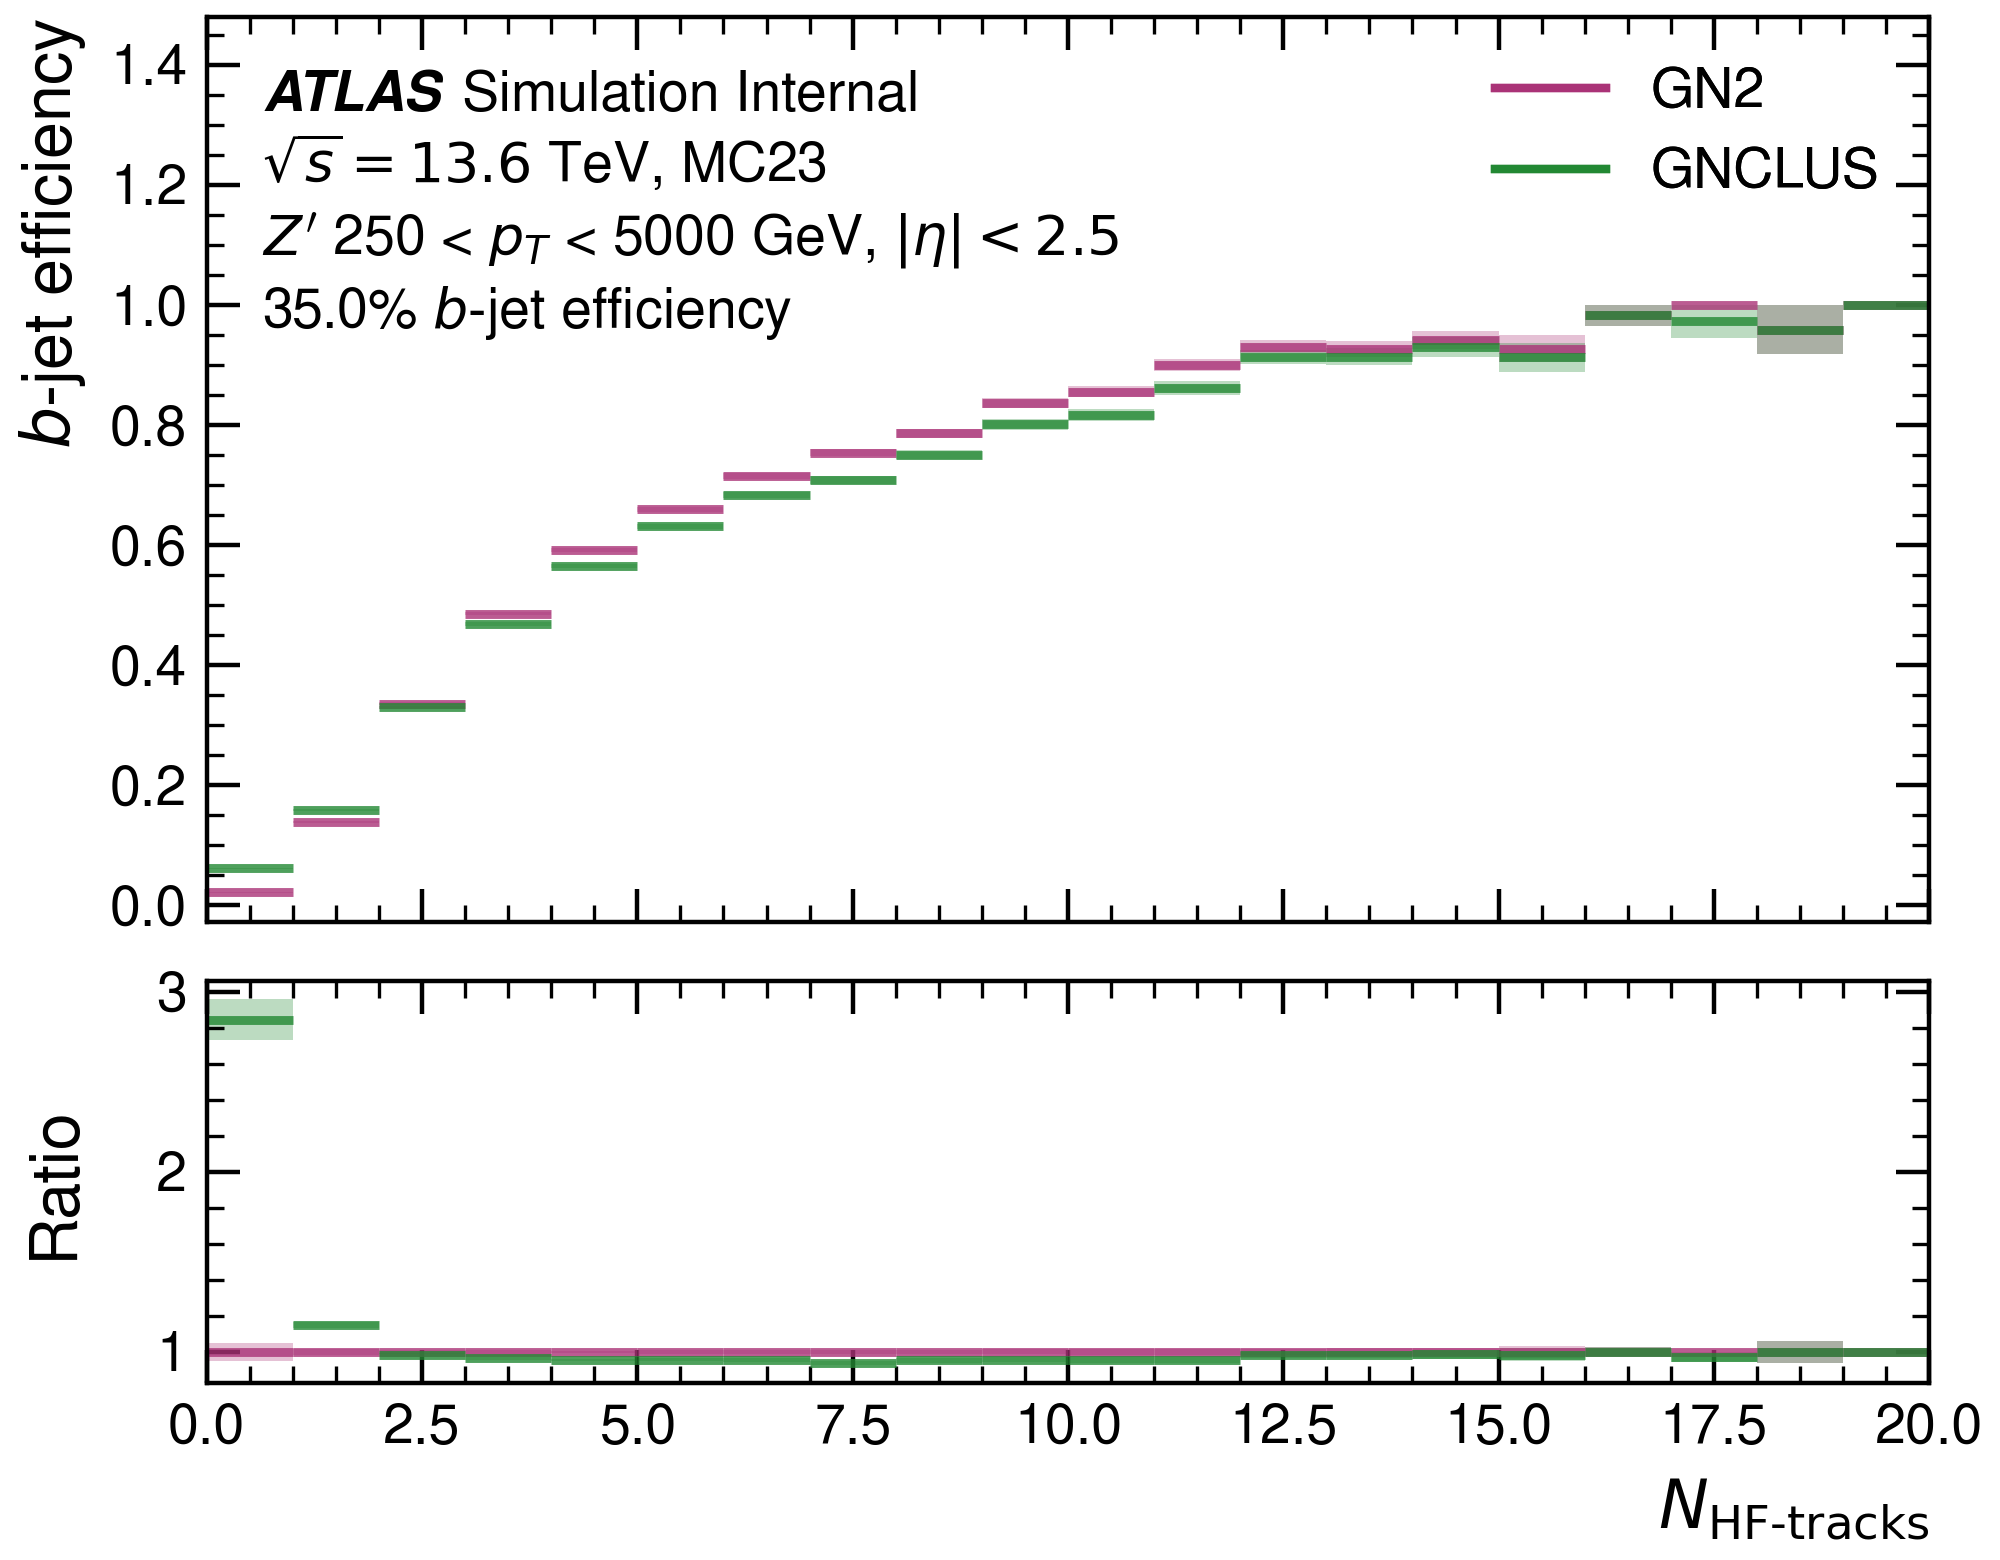 b-jet efficiency
1.4
1.2
1.0
0.8
0.6
0.4
0.2
0.0
ATLAS Simulation Internal
√s = 13.6 TeV, MC23
Z′ 250 < p_T < 5000 GeV, |η| < 2.5
35.0% b-jet efficiency
GN2
GNCLUS
Ratio
3
2
1
0.0 2.5 5.0 7.5 10.0 12.5 15.0 17.5 20.0
N_HF-tracks